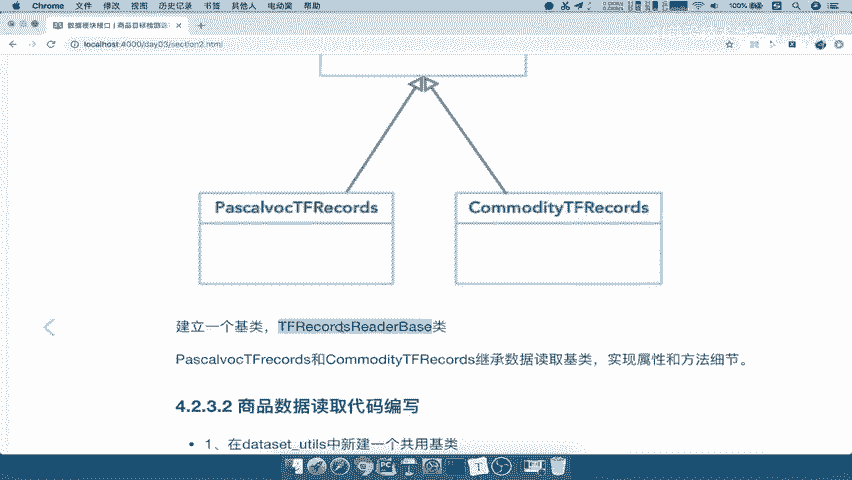 Chrome 文件 修改 视图 历史记录 书签 其他人 电动菜 帮助
100%
数据模块接口 | 商品目标检测
localhost:4000/day03/section2.html
PascalvocTFRecords
CommodityTFRecords
建立一个基类，TFRecordsReaderBase类
PascalvocTFrecords和CommodityTFRecords继承数据读取基类，实现属性和方法细节。
4.2.3.2 商品数据读取代码编写
• 1、在dataset_utils中新建一个共用基类